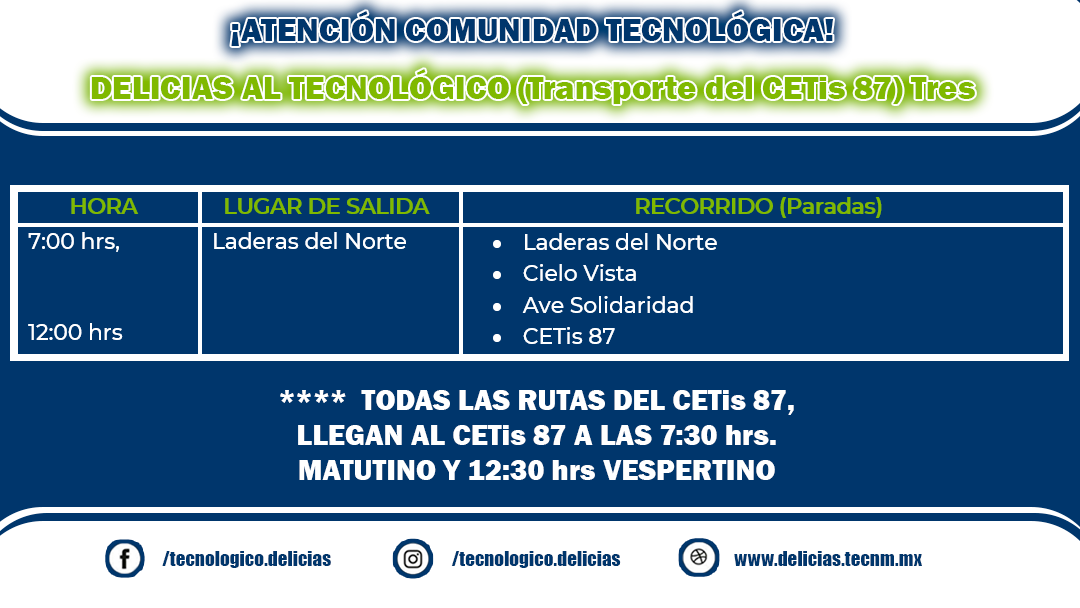 ¡ATENCIÓN COMUNIDAD TECNOLÓGICA!
DELICIAS AL TECNOLÓGICO (Transporte del CETis 87) Tres
HORA LUGAR DE SALIDA RECORRIDO (Paradas)
7:00 hrs, Laderas del Norte • Laderas del Norte
• Cielo Vista
• Ave Solidaridad
12:00 hrs • CETis 87
**** TODAS LAS RUTAS DEL CETis 87,
LLEGAN AL CETis 87 A LAS 7:30 hrs.
MATUTINO Y 12:30 hrs VESPERTINO
/tecnologico.delicias /tecnologico.delicias www.delicias.tecnm.mx